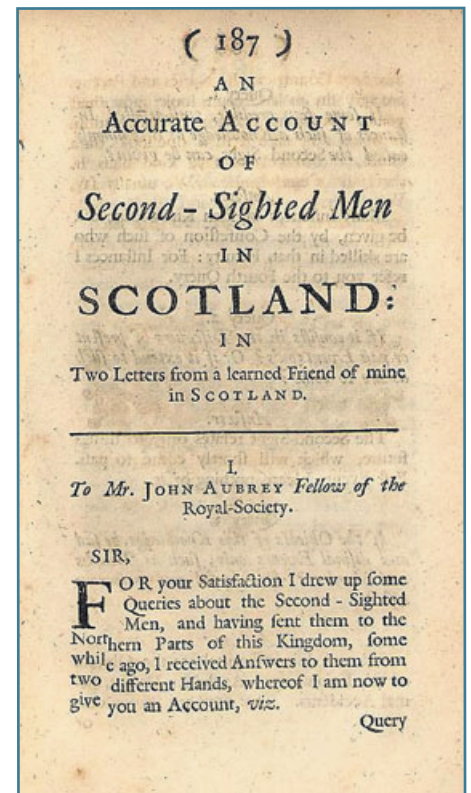 ( 187 )
AN
Accurate ACCOUNT
OF
Second - Sighted Men
IN
SCOTLAND:
IN
Two Letters from a learned Friend of mine
in SCOTLAND.
I.
To Mr. JOHN AUBREY Fellow of the
Royal-Society.
SIR,
FOR your Satisfaction I drew up ſome
Queries about the Second - Sighted
Men, and having ſent them to the
Northern Parts of this Kingdom, ſome
while ago, I received Anſwers to them from
two different Hands, whereof I am now to
give you an Account, viz.
Query